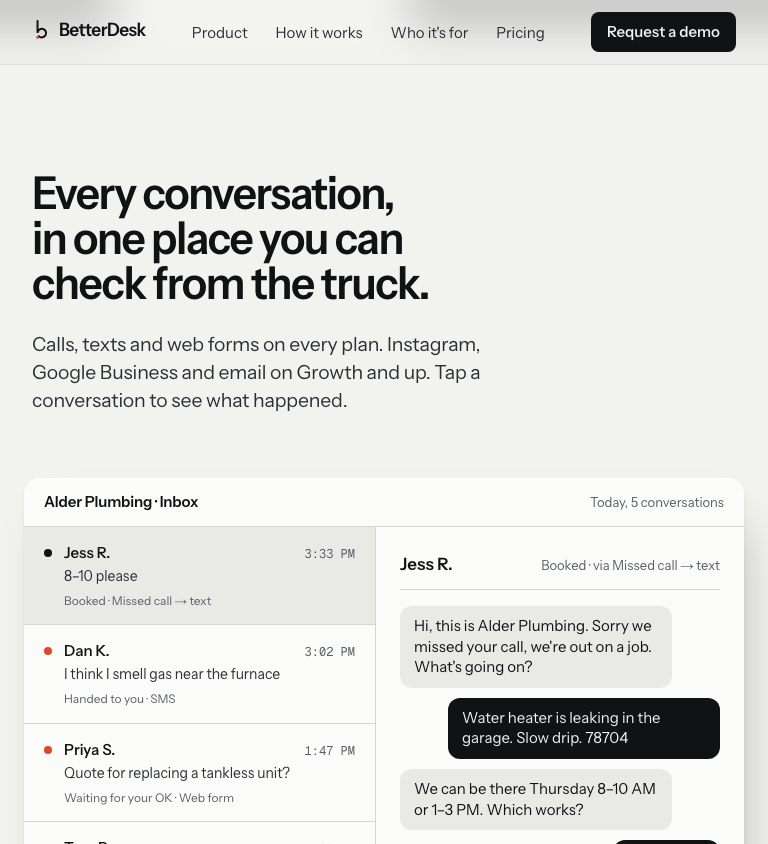 BetterDesk
Product
How it works
Who it's for
Pricing
Request a demo
Every conversation,
in one place you can
check from the truck.
Calls, texts and web forms on every plan. Instagram,
Google Business and email on Growth and up. Tap a
conversation to see what happened.
Alder Plumbing · Inbox
Today, 5 conversations
Jess R.
3:33 PM
8–10 please
Booked · Missed call → text
Dan K.
3:02 PM
I think I smell gas near the furnace
Handed to you · SMS
Priya S.
1:47 PM
Quote for replacing a tankless unit?
Waiting for your OK · Web form
Jess R.
Booked · via Missed call → text
Hi, this is Alder Plumbing. Sorry we
missed your call, we're out on a job.
What's going on?
Water heater is leaking in the
garage. Slow drip. 78704
We can be there Thursday 8–10 AM
or 1–3 PM. Which works?